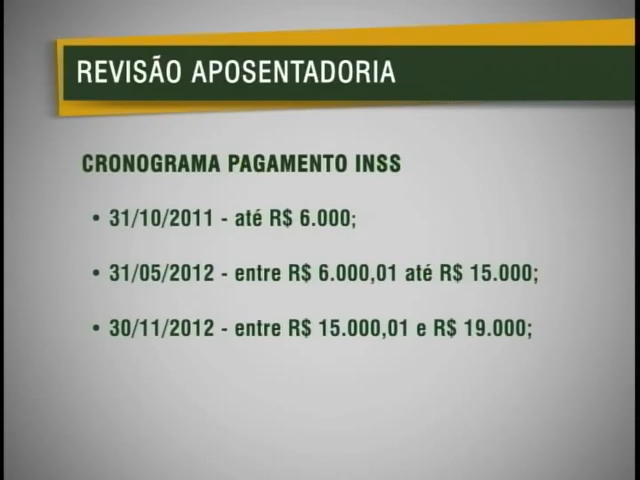 REVISÃO APOSENTADORIA
CRONOGRAMA PAGAMENTO INSS
• 31/10/2011 - até R$ 6.000;
• 31/05/2012 - entre R$ 6.000,01 até R$ 15.000;
• 30/11/2012 - entre R$ 15.000,01 e R$ 19.000;